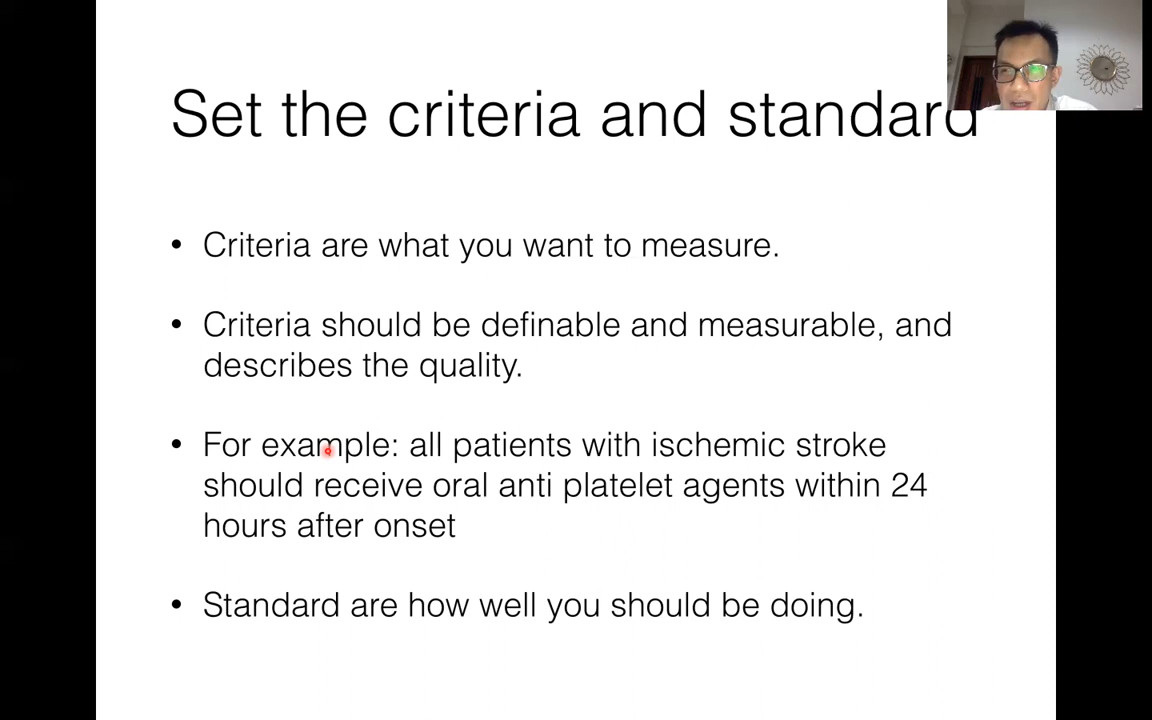 Set the criteria and standard
• Criteria are what you want to measure.
• Criteria should be definable and measurable, and
describes the quality.
• For example: all patients with ischemic stroke
should receive oral anti platelet agents within 24
hours after onset
• Standard are how well you should be doing.